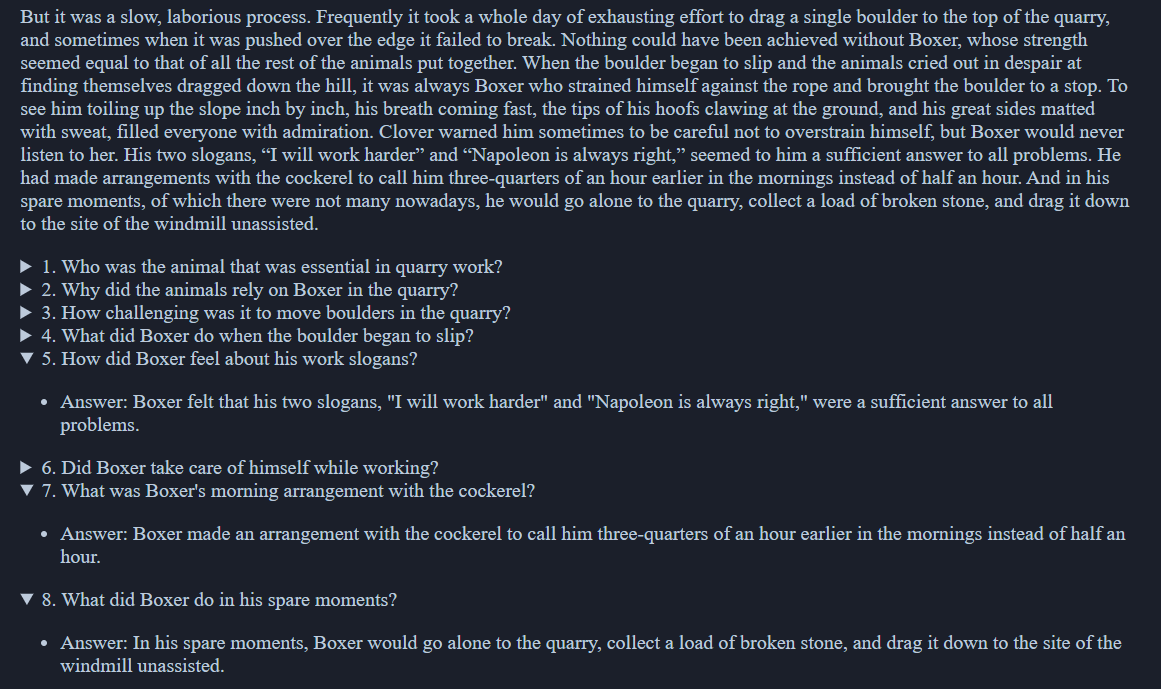 But it was a slow, laborious process. Frequently it took a whole day of exhausting effort to drag a single boulder to the top of the quarry,
and sometimes when it was pushed over the edge it failed to break. Nothing could have been achieved without Boxer, whose strength
seemed equal to that of all the rest of the animals put together. When the boulder began to slip and the animals cried out in despair at
finding themselves dragged down the hill, it was always Boxer who strained himself against the rope and brought the boulder to a stop. To
see him toiling up the slope inch by inch, his breath coming fast, the tips of his hoofs clawing at the ground, and his great sides matted
with sweat, filled everyone with admiration. Clover warned him sometimes to be careful not to overstrain himself, but Boxer would never
listen to her. His two slogans, “I will work harder” and “Napoleon is always right,” seemed to him a sufficient answer to all problems. He
had made arrangements with the cockerel to call him three-quarters of an hour earlier in the mornings instead of half an hour. And in his
spare moments, of which there were not many nowadays, he would go alone to the quarry, collect a load of broken stone, and drag it down
to the site of the windmill unassisted.
▶ 1. Who was the animal that was essential in quarry work?
▶ 2. Why did the animals rely on Boxer in the quarry?
▶ 3. How challenging was it to move boulders in the quarry?
▶ 4. What did Boxer do when the boulder began to slip?
▼ 5. How did Boxer feel about his work slogans?
• Answer: Boxer felt that his two slogans, "I will work harder" and "Napoleon is always right," were a sufficient answer to all
problems.
▶ 6. Did Boxer take care of himself while working?
▼ 7. What was Boxer's morning arrangement with the cockerel?
• Answer: Boxer made an arrangement with the cockerel to call him three-quarters of an hour earlier in the mornings instead of half an
hour.
▼ 8. What did Boxer do in his spare moments?
• Answer: In his spare moments, Boxer would go alone to the quarry, collect a load of broken stone, and drag it down to the site of the
windmill unassisted.